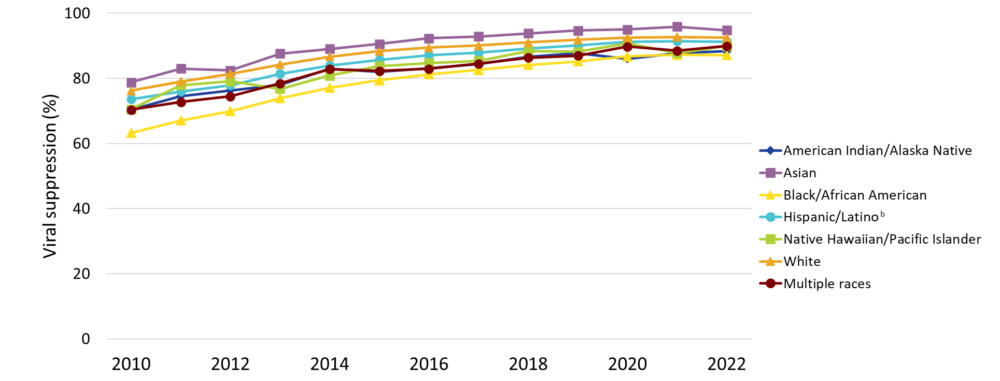 100
80
60
40
20
0
Viral suppression (%)
2010 2012 2014 2016 2018 2020 2022
American Indian/Alaska Native
Asian
Black/African American
Hispanic/Latino b
Native Hawaiian/Pacific Islander
White
Multiple races